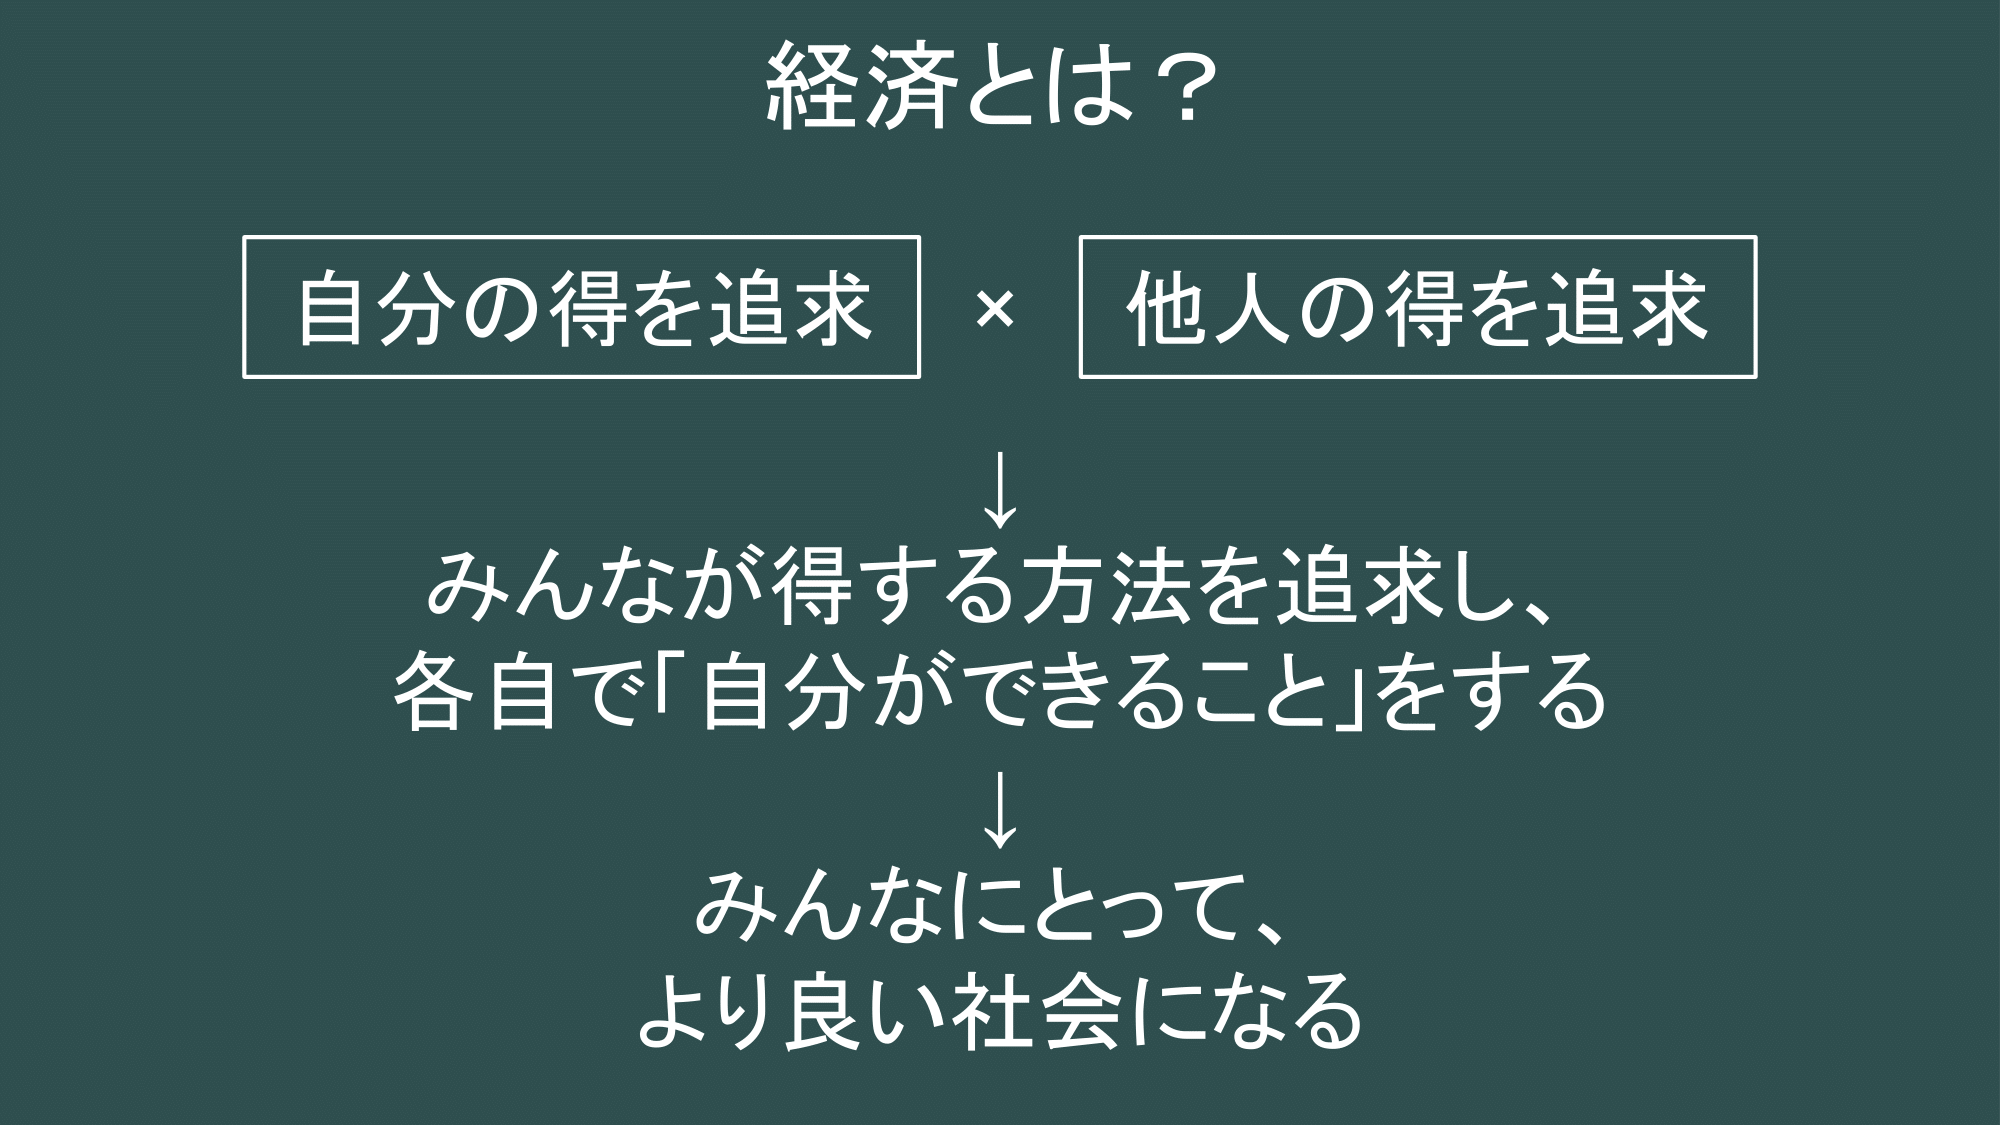 経済とは？
自分の得を追求 × 他人の得を追求
↓
みんなが得する方法を追求し、
各自で「自分ができること」をする
↓
みんなにとって、
より良い社会になる